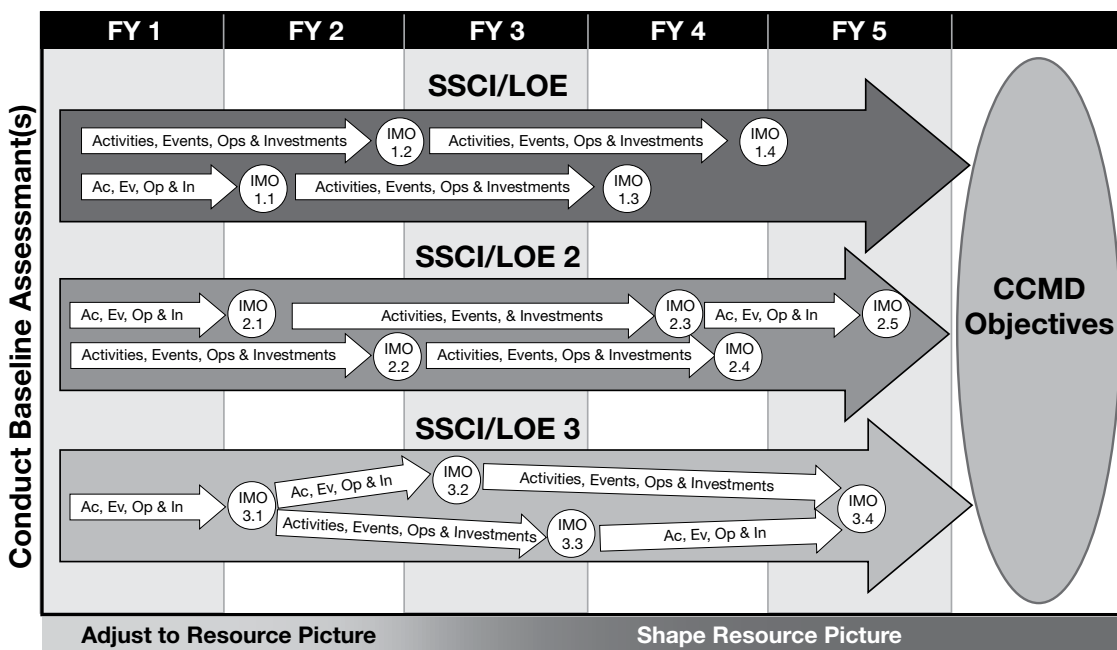 FY 1
FY 2
FY 3
FY 4
FY 5
Conduct Baseline Assessmant(s)
SSCI/LOE
Activities, Events, Ops & Investments
IMO
1.2
Activities, Events, Ops & Investments
IMO
1.4
Ac, Ev, Op & In
IMO
1.1
Activities, Events, Ops & Investments
IMO
1.3
SSCI/LOE 2
Ac, Ev, Op & In
IMO
2.1
Activities, Events, & Investments
IMO
2.3
Ac, Ev, Op & In
IMO
2.5
Activities, Events, Ops & Investments
IMO
2.2
Activities, Events, Ops & Investments
IMO
2.4
SSCI/LOE 3
Ac, Ev, Op & In
IMO
3.1
Ac, Ev, Op & In
IMO
3.2
Activities, Events, Ops & Investments
Activities, Events, Ops & Investments
IMO
3.3
Ac, Ev, Op & In
IMO
3.4
CCMD
Objectives
Adjust to Resource Picture
Shape Resource Picture